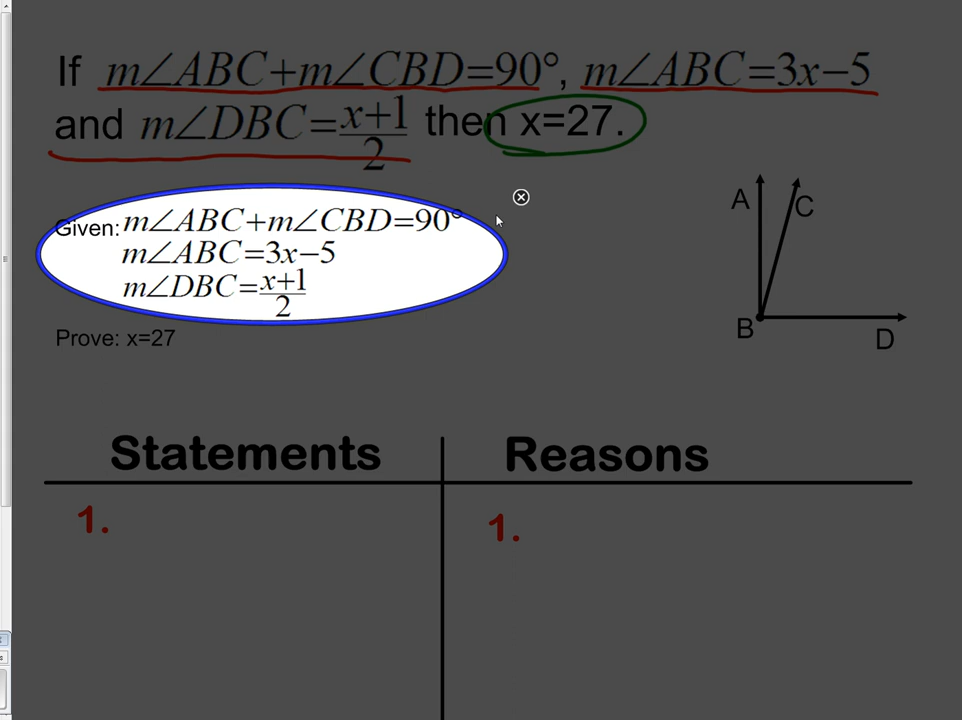 If m∠ABC+m∠CBD=90°, m∠ABC=3x−5
and m∠DBC=x+1/2 then x=27.
Given: m∠ABC+m∠CBD=90°
m∠ABC=3x−5
m∠DBC=x+1/2
Prove: x=27
A
C
B
D
Statements Reasons
1. 1.